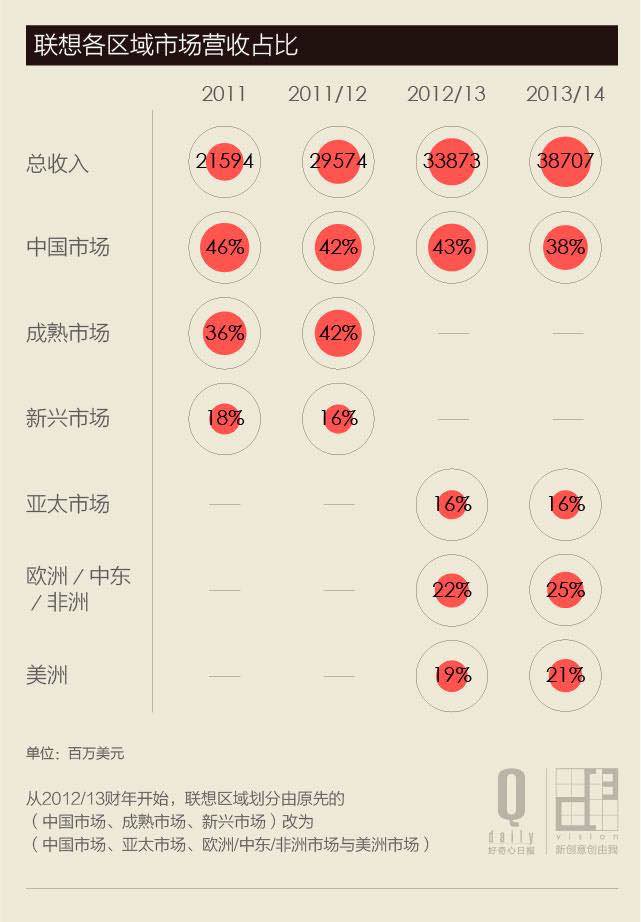 联想各区域市场营收占比
2011 2011/12 2012/13 2013/14
总收入 21594 29574 33873 38707
中国市场 46% 42% 43% 38%
成熟市场 36% 42% — —
新兴市场 18% 16% — —
亚太市场 — — 16% 16%
欧洲／中东
／非洲 — — 22% 25%
美洲 — — 19% 21%
单位：百万美元
从2012/13财年开始，联想区域划分由原先的
（中国市场、成熟市场、新兴市场）改为
（中国市场、亚太市场、欧洲/中东/非洲市场与美洲市场）
Q
daily
好奇心日报
vision
新创意创由我